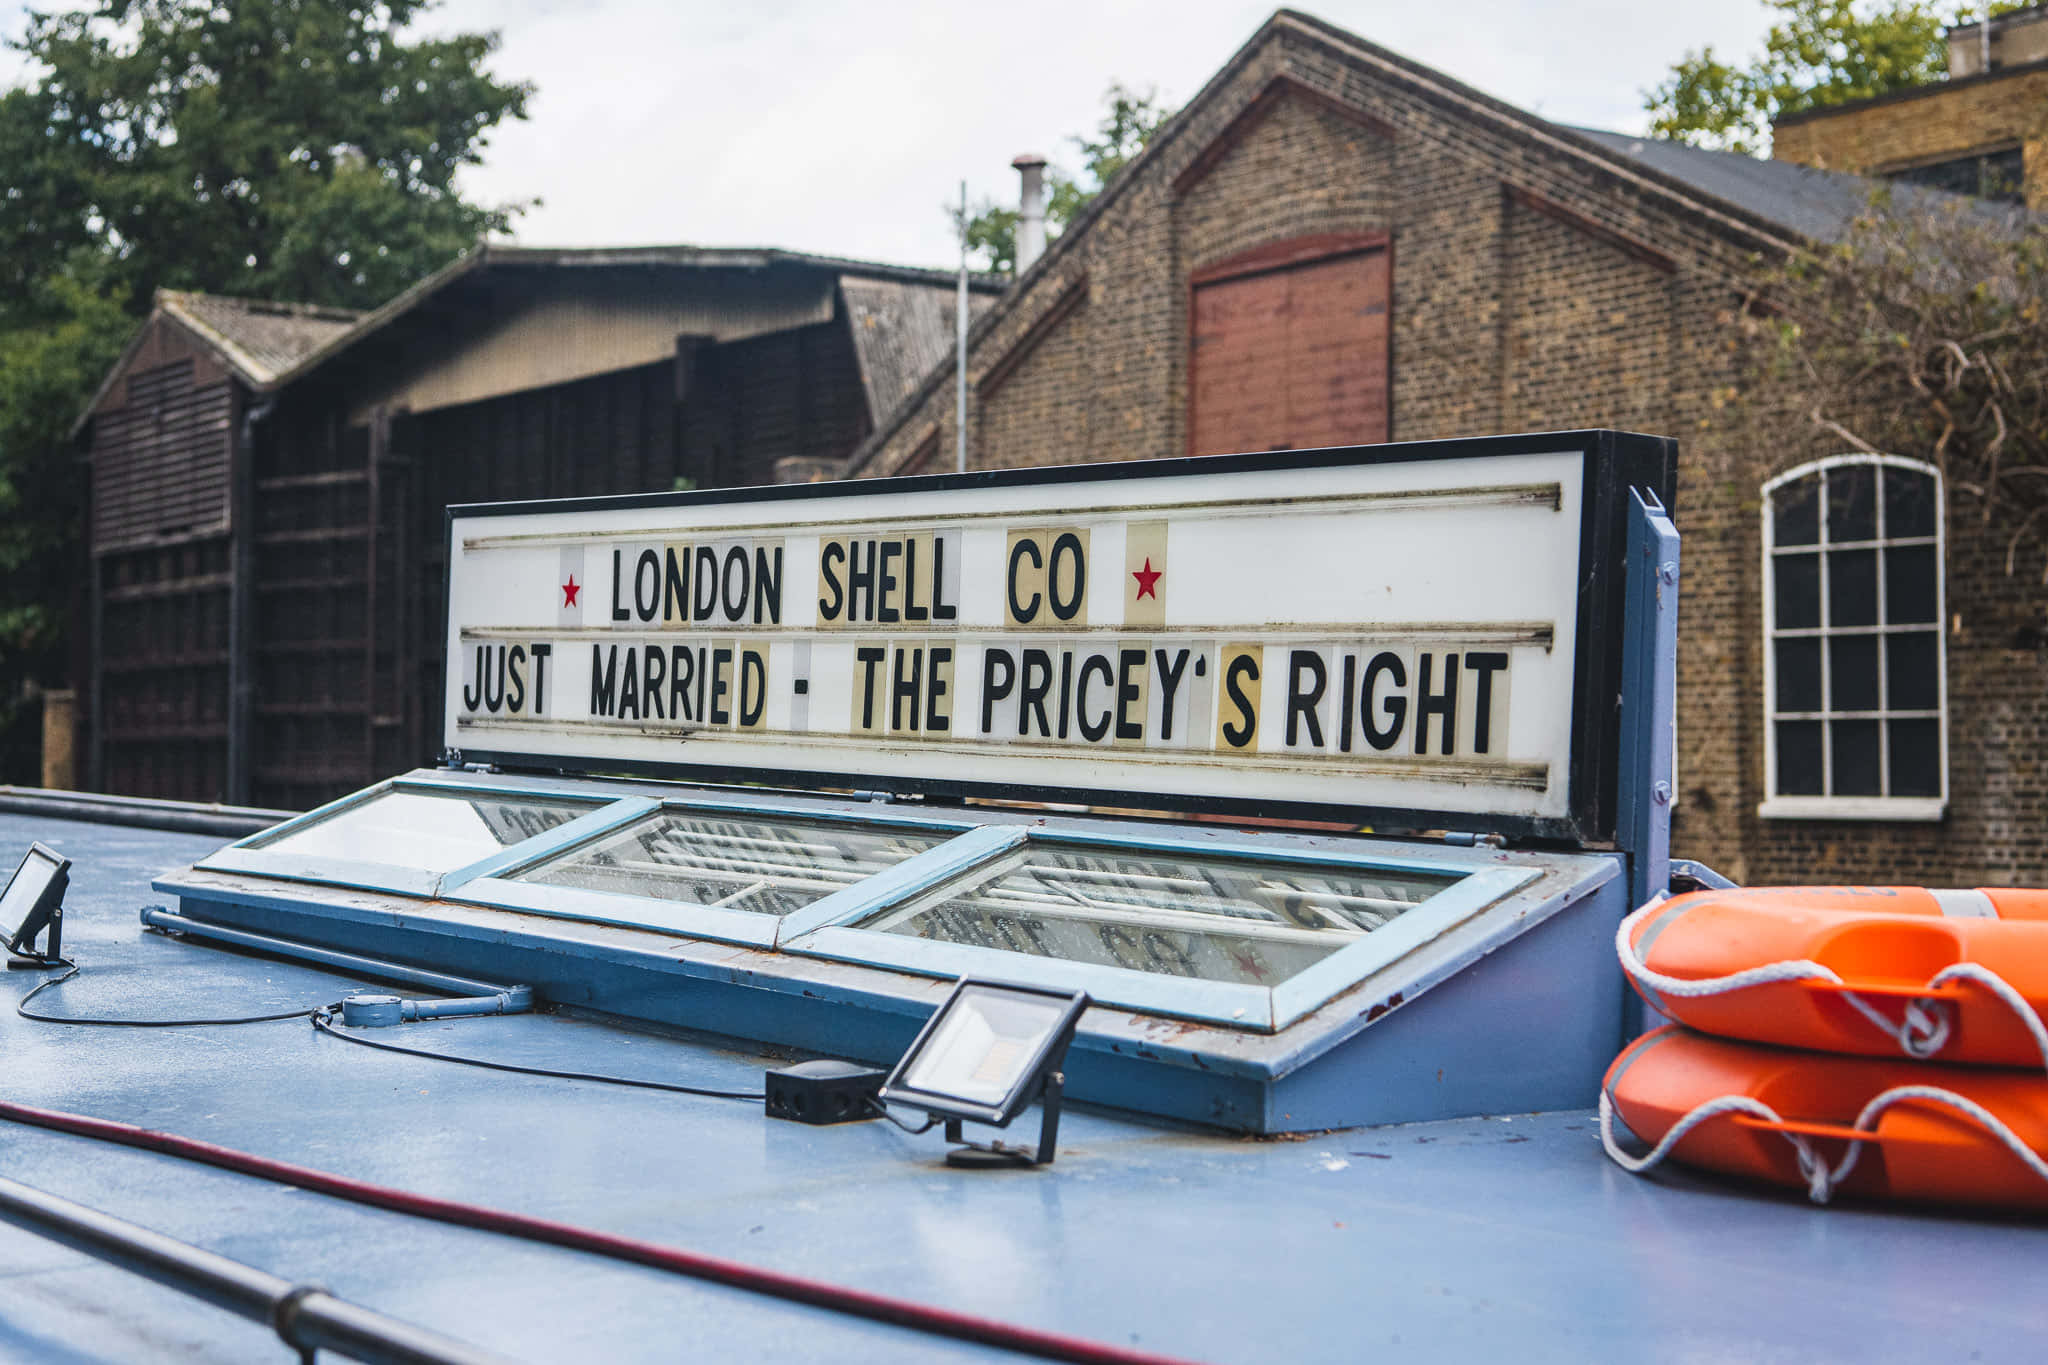 ★ LONDON SHELL CO ★
JUST MARRIED - THE PRICEY'S RIGHT